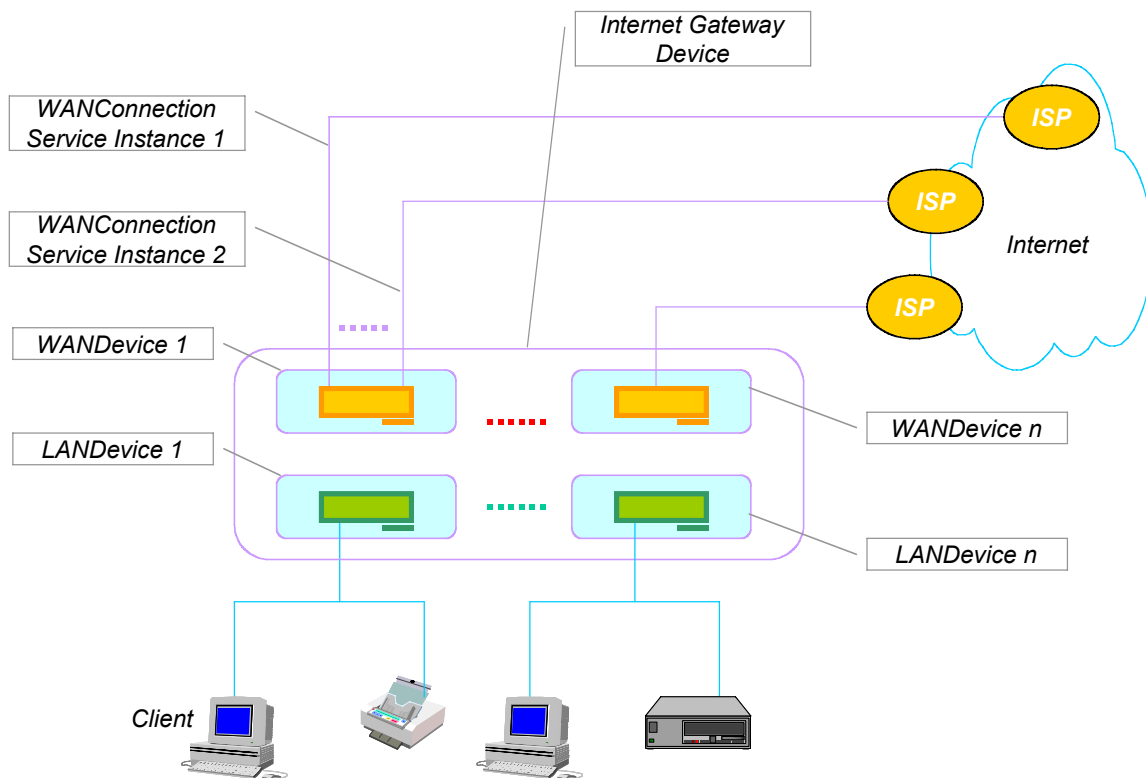 Internet Gateway
Device
WANConnection
Service Instance 1
ISP
ISP
WANConnection
Service Instance 2
Internet
ISP
WANDevice 1
WANDevice n
LANDevice 1
LANDevice n
Client